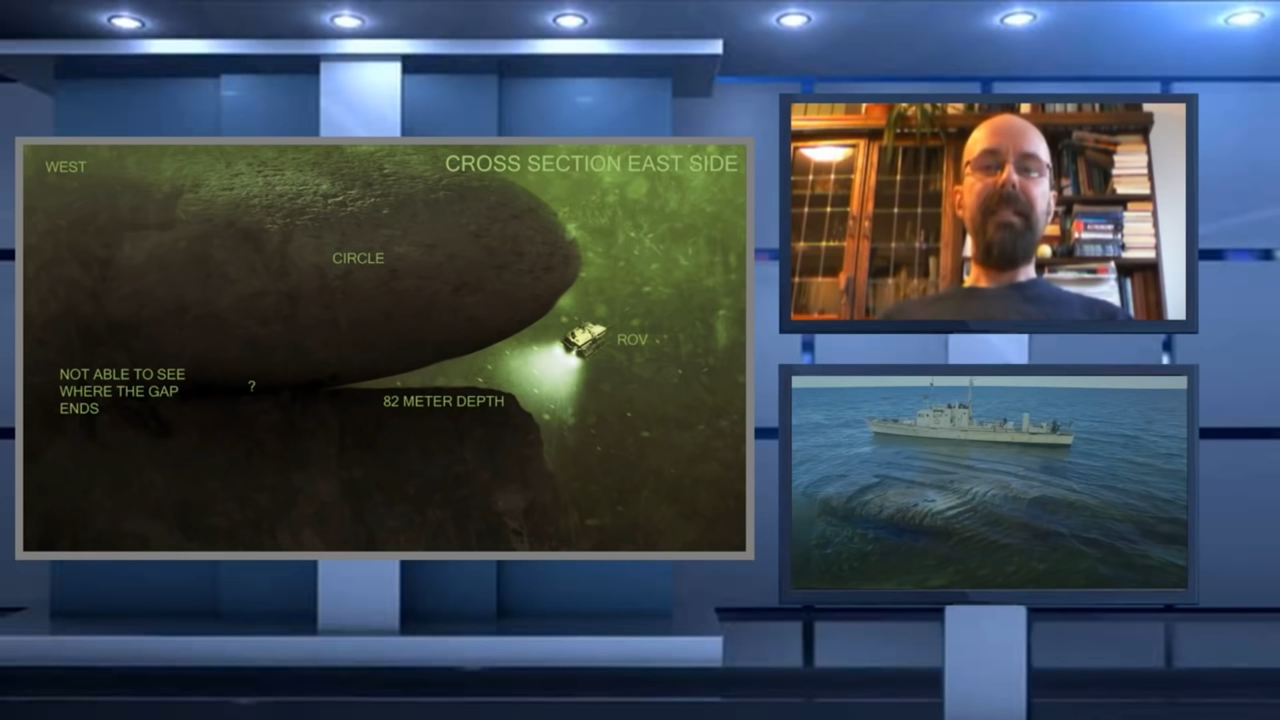 WEST
CROSS SECTION EAST SIDE
CIRCLE
ROV
NOT ABLE TO SEE
WHERE THE GAP
ENDS
?
82 METER DEPTH